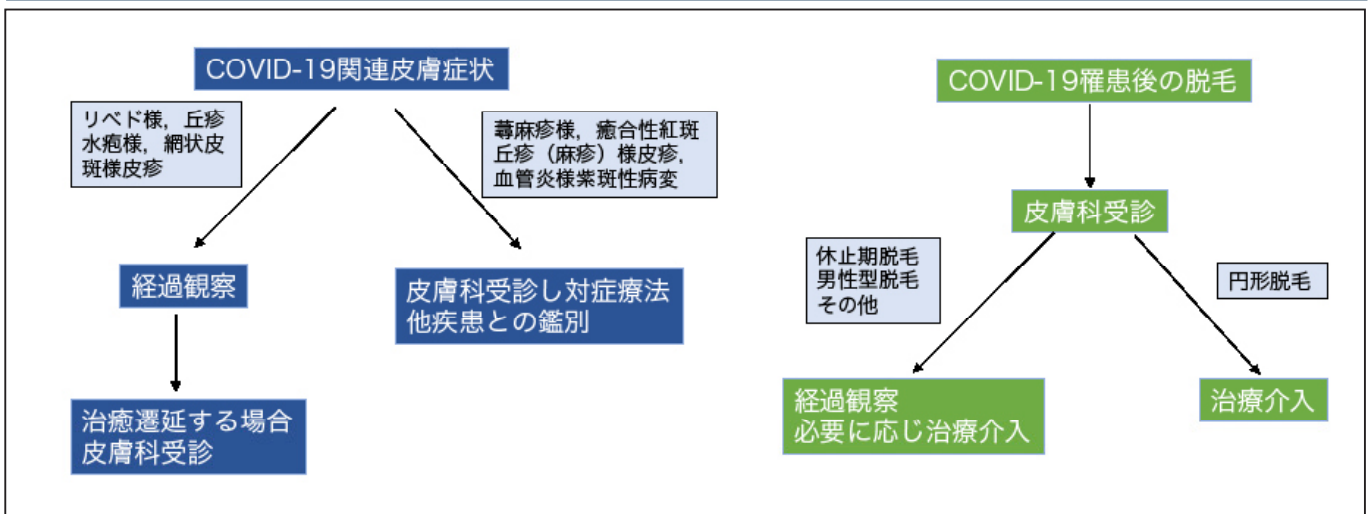 COVID-19関連皮膚症状
リベド様，丘疹
水疱様，網状皮
斑様皮疹
蕁麻疹様，癒合性紅斑
丘疹（麻疹）様皮疹，
血管炎様紫斑性病変
経過観察
皮膚科受診し対症療法
他疾患との鑑別
治癒遷延する場合
皮膚科受診
COVID-19罹患後の脱毛
皮膚科受診
休止期脱毛
男性型脱毛
その他
円形脱毛
経過観察
必要に応じ治療介入
治療介入